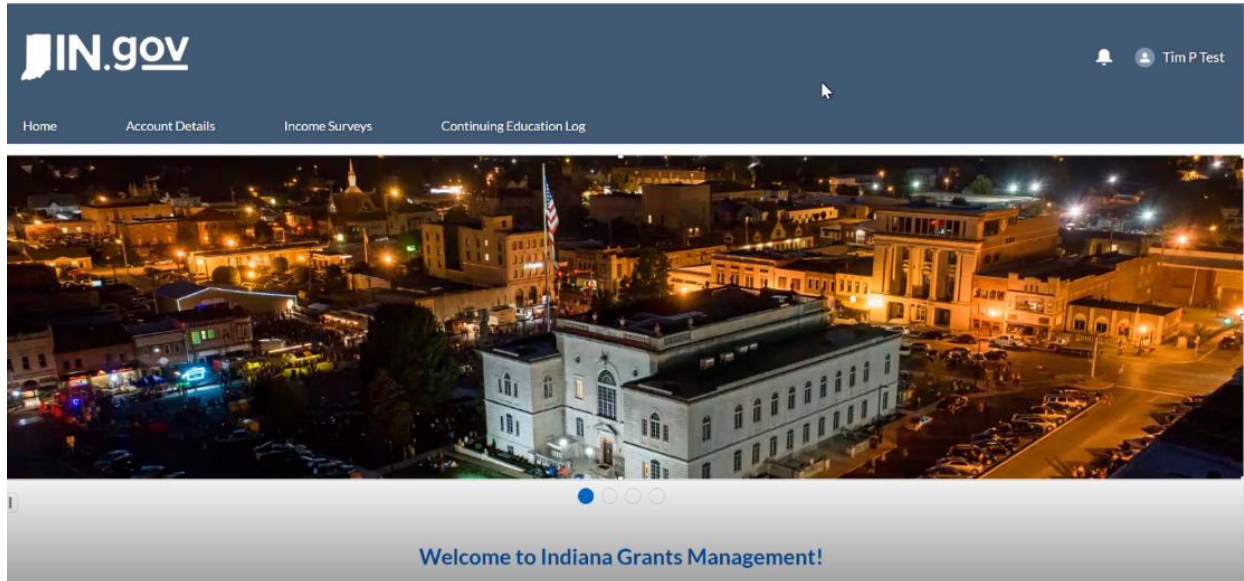 IN.gov
Tim P Test
Home Account Details Income Surveys Continuing Education Log
Welcome to Indiana Grants Management!